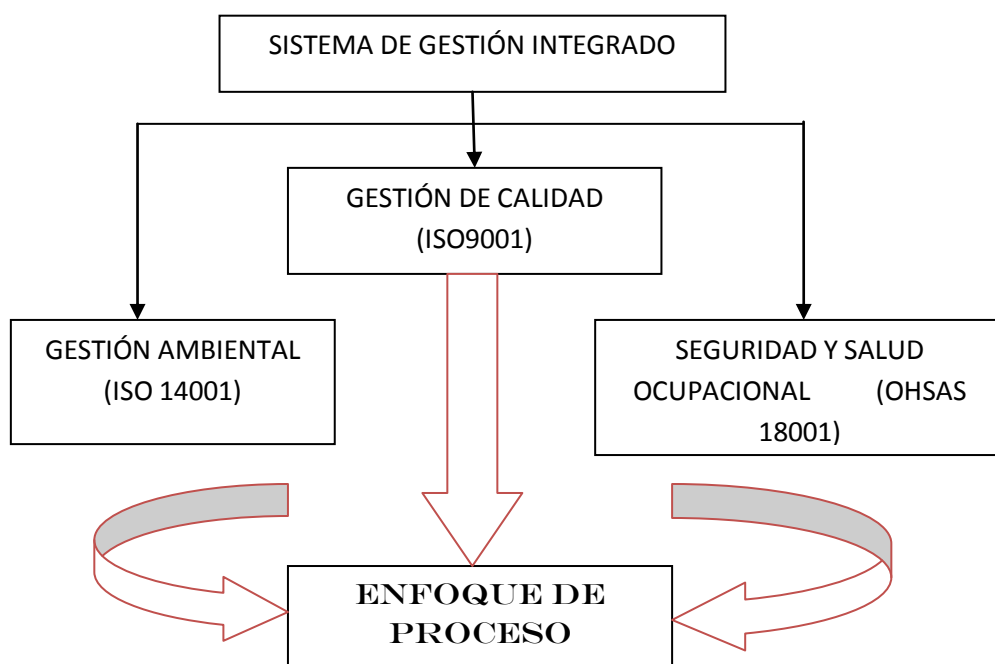 SISTEMA DE GESTIÓN INTEGRADO
GESTIÓN DE CALIDAD
(ISO9001)
GESTIÓN AMBIENTAL
(ISO 14001)
SEGURIDAD Y SALUD
OCUPACIONAL (OHSAS
18001)
ENFOQUE DE
PROCESO